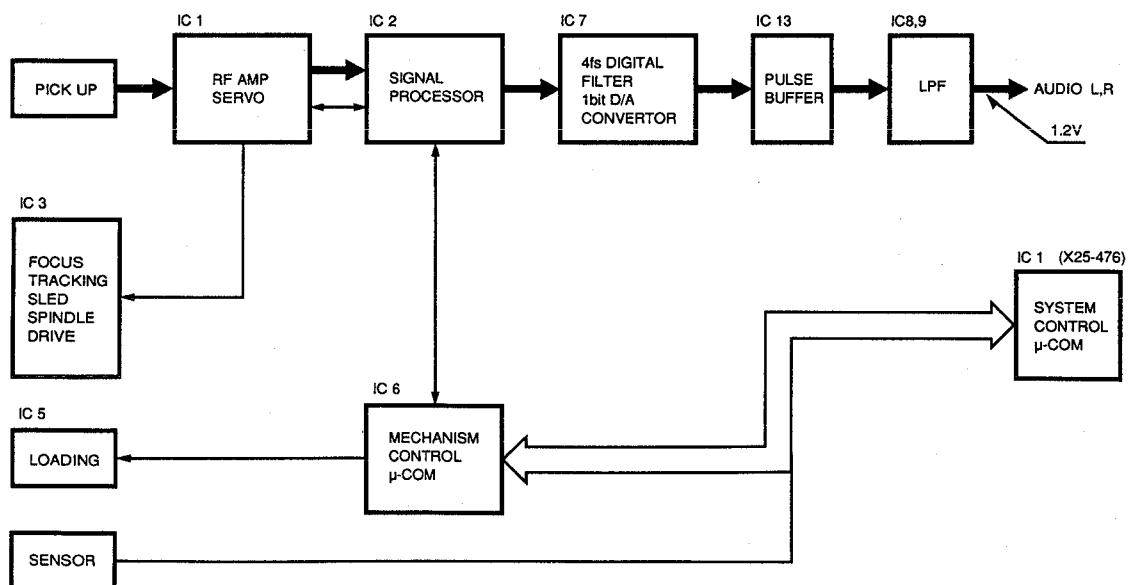 IC 1
IC 2
IC 7
IC 13
IC8,9
PICK UP
RF AMP
SERVO
SIGNAL
PROCESSOR
4fs DIGITAL
FILTER
1bit D/A
CONVERTOR
PULSE
BUFFER
LPF
AUDIO L,R
1.2V
IC 3
FOCUS
TRACKING
SLED
SPINDLE
DRIVE
IC 1 (X25-476)
SYSTEM
CONTROL
µ-COM
IC 6
MECHANISM
CONTROL
µ-COM
IC 5
LOADING
SENSOR